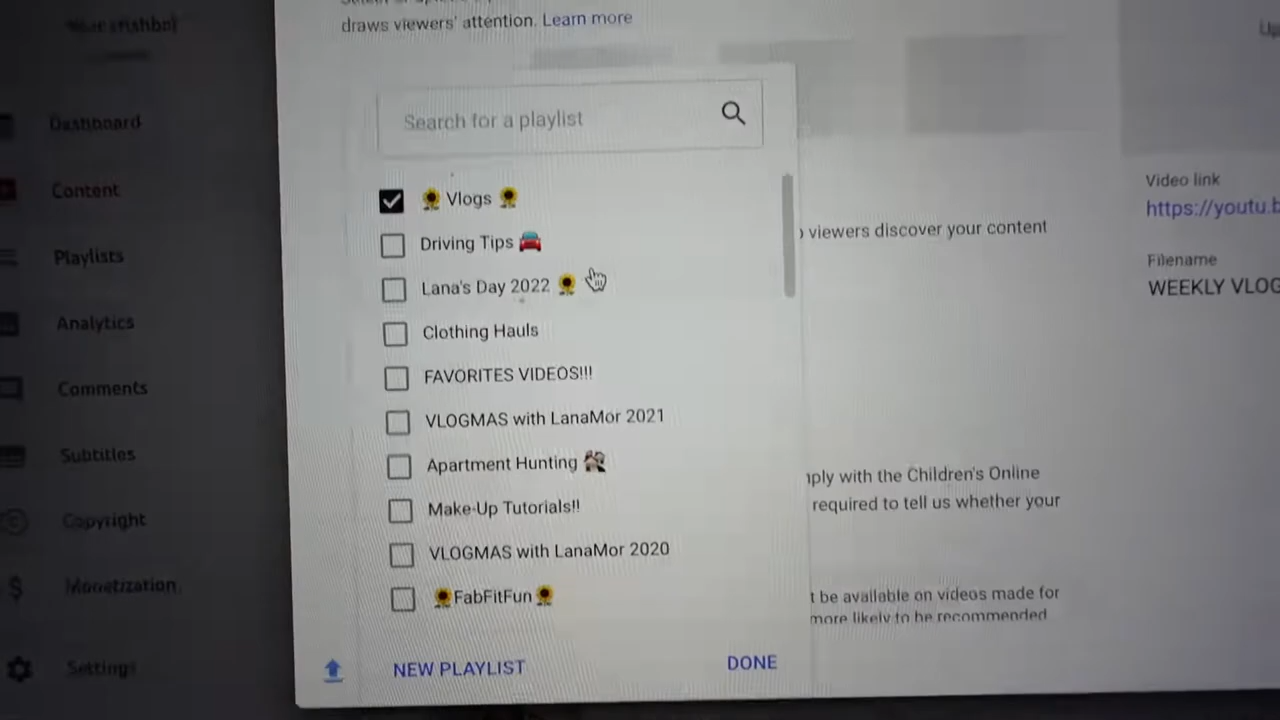 draws viewers' attention. Learn more
Dashboard
Content
Playlists
Analytics
Comments
Subtitles
Copyright
Monetization
Settings
Search for a playlist
🌻 Vlogs 🌻
Driving Tips 🚘
Lana's Day 2022 🌻
Clothing Hauls
FAVORITES VIDEOS!!!
VLOGMAS with LanaMor 2021
Apartment Hunting
Make-Up Tutorials!!
VLOGMAS with LanaMor 2020
🌻FabFitFun🌻
NEW PLAYLIST
DONE
viewers discover your content
with the Children's Online
required to tell us whether your
be available on videos made for
more likely to be recommended
Video link
https://youtu.b
Filename
WEEKLY VLOG